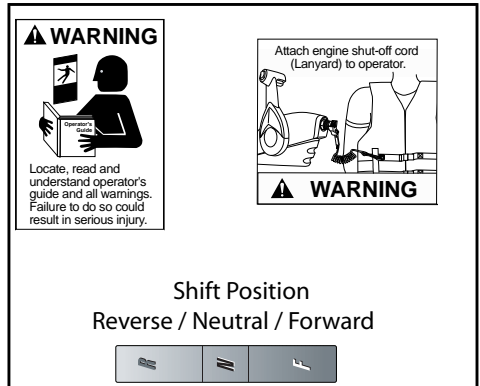 WARNING
Operator's
Guide
Locate, read and
understand operator's
guide and all warnings.
Failure to do so could
result in serious injury.
Attach engine shut-off cord
(Lanyard) to operator.
WARNING
Shift Position
Reverse / Neutral / Forward
R N F